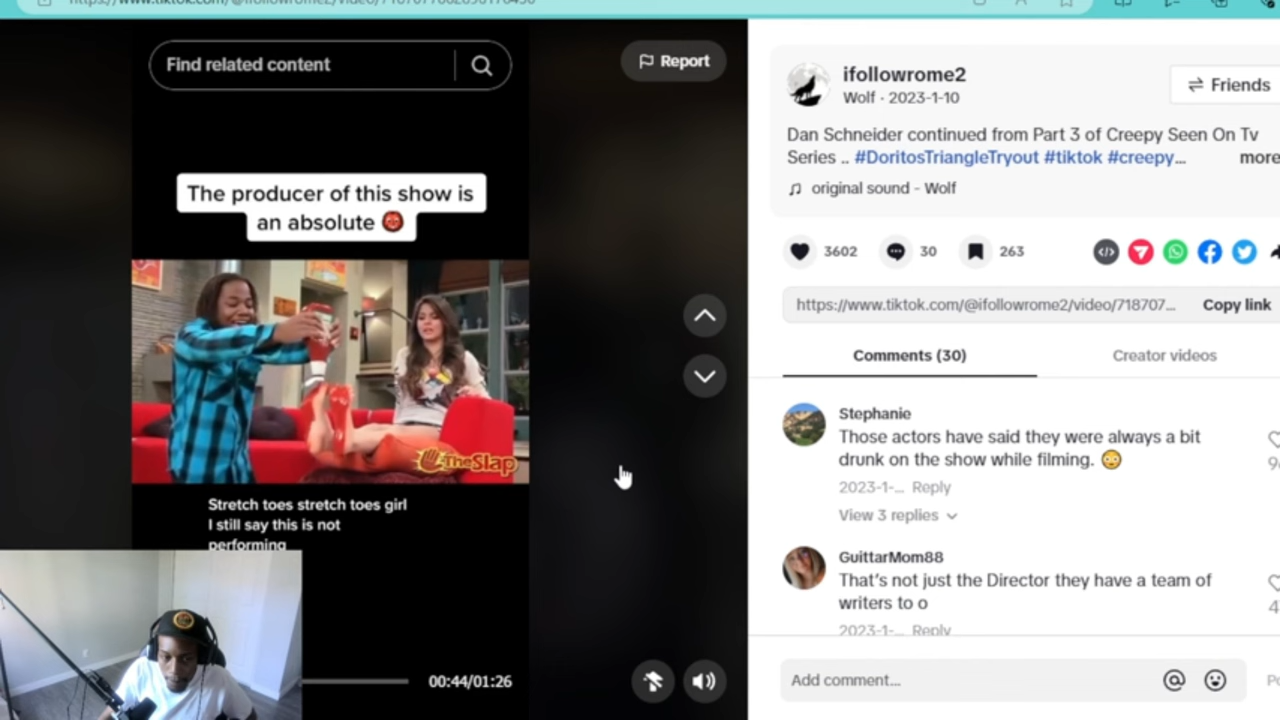 Find related content
Report
The producer of this show is
an absolute
TheSlap
Stretch toes stretch toes girl
I still say this is not
performing
00:44/01:26
ifollowrome2
Wolf · 2023-1-10
Friends
Dan Schneider continued from Part 3 of Creepy Seen On Tv
Series .. #DoritosTriangleTryout #tiktok #creepy... more
original sound - Wolf
3602
30
263
https://www.tiktok.com/@ifollowrome2/video/718707...
Copy link
Comments (30)
Creator videos
Stephanie
Those actors have said they were always a bit
drunk on the show while filming. 😳
2023-1-... Reply
View 3 replies
GuittarMom88
That's not just the Director they have a team of
writers to o
2023-1-... Reply
Add comment...